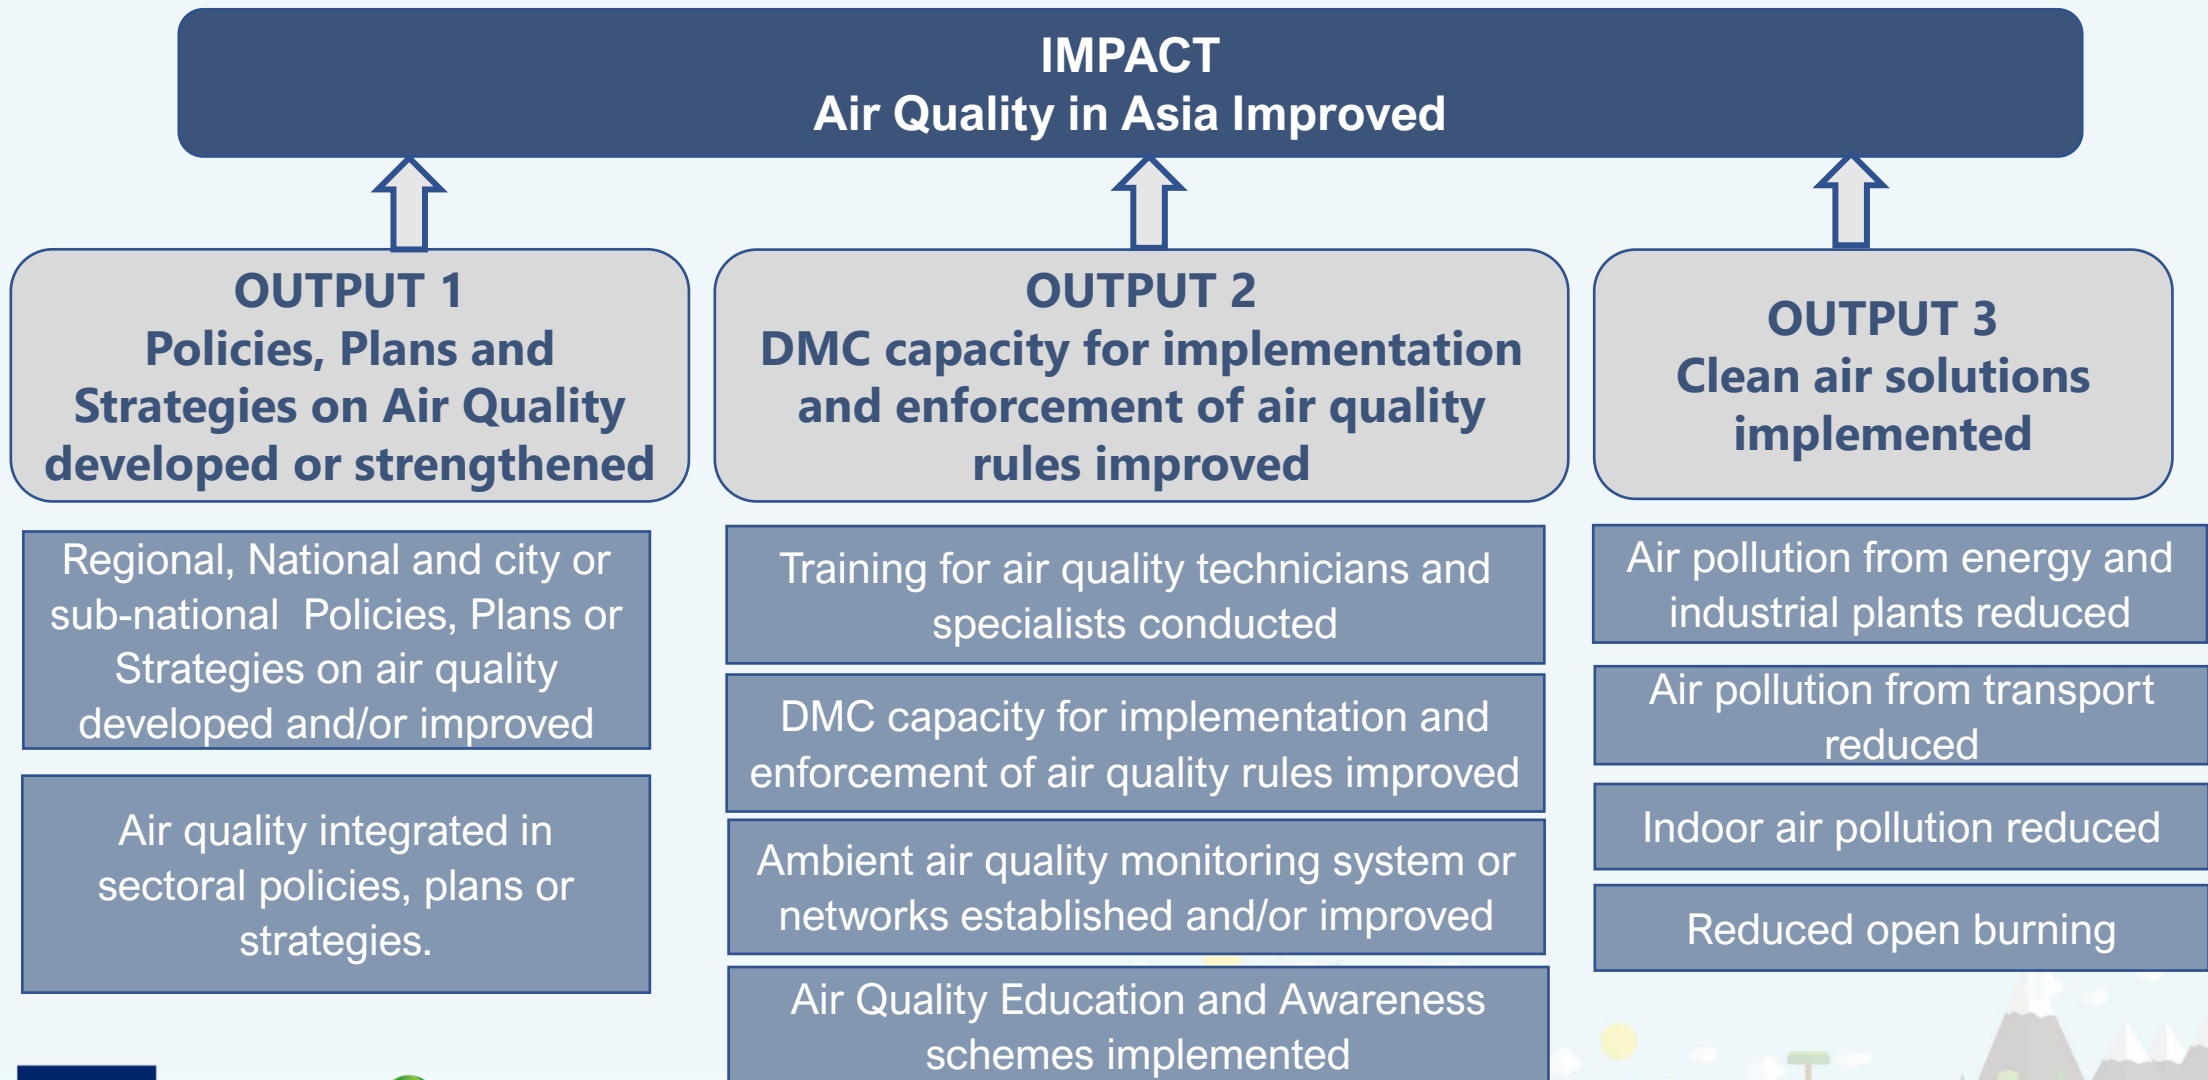 IMPACT
Air Quality in Asia Improved
OUTPUT 1
Policies, Plans and
Strategies on Air Quality
developed or strengthened
Regional, National and city or
sub-national Policies, Plans or
Strategies on air quality
developed and/or improved
Air quality integrated in
sectoral policies, plans or
strategies.
OUTPUT 2
DMC capacity for implementation
and enforcement of air quality
rules improved
Training for air quality technicians and
specialists conducted
DMC capacity for implementation and
enforcement of air quality rules improved
Ambient air quality monitoring system or
networks established and/or improved
Air Quality Education and Awareness
schemes implemented
OUTPUT 3
Clean air solutions
implemented
Air pollution from energy and
industrial plants reduced
Air pollution from transport
reduced
Indoor air pollution reduced
Reduced open burning